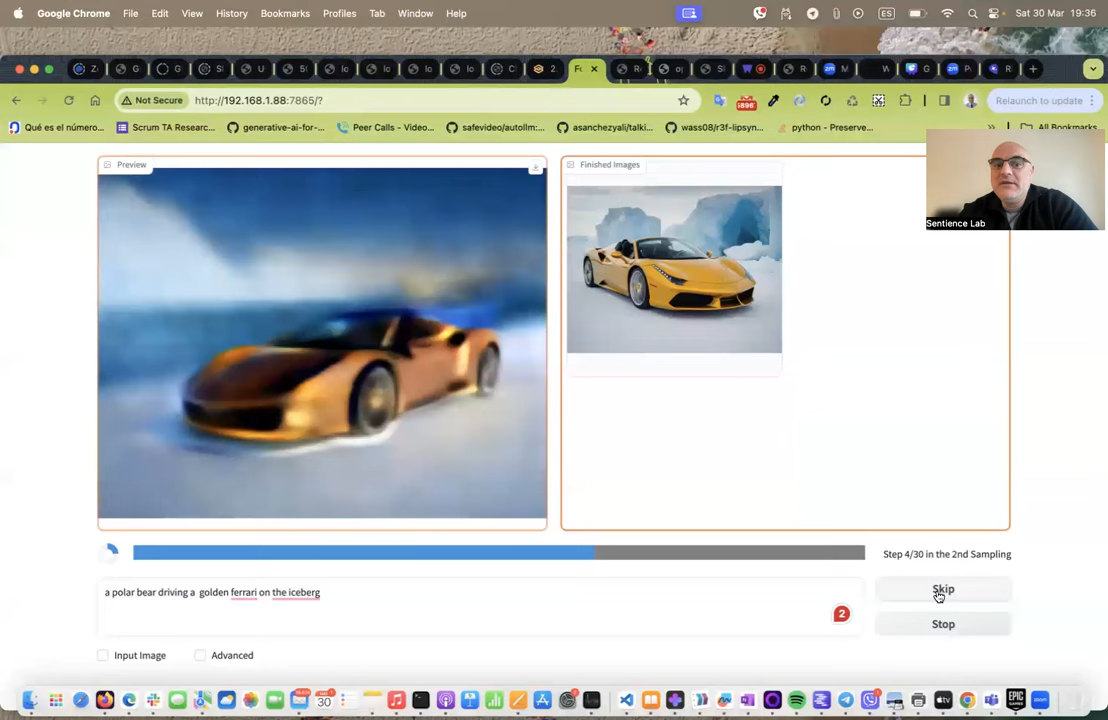 Google Chrome File Edit View History Bookmarks Profiles Tab Window Help ES Sat 30 Mar 19:36
Not Secure http://192.168.1.88:7865/? Relaunch to update
Qué es el número... Scrum TA Researc... generative-ai-for-... Peer Calls - Video... safevideo/autollm:... asanchezyali/talki... wass08/r3f-lipsyn... python - Preserve... » All Bookmarks
Preview
Finished Images
Sentience Lab
Step 4/30 in the 2nd Sampling
a polar bear driving a golden ferrari on the iceberg
2
Skip
Stop
Input Image Advanced